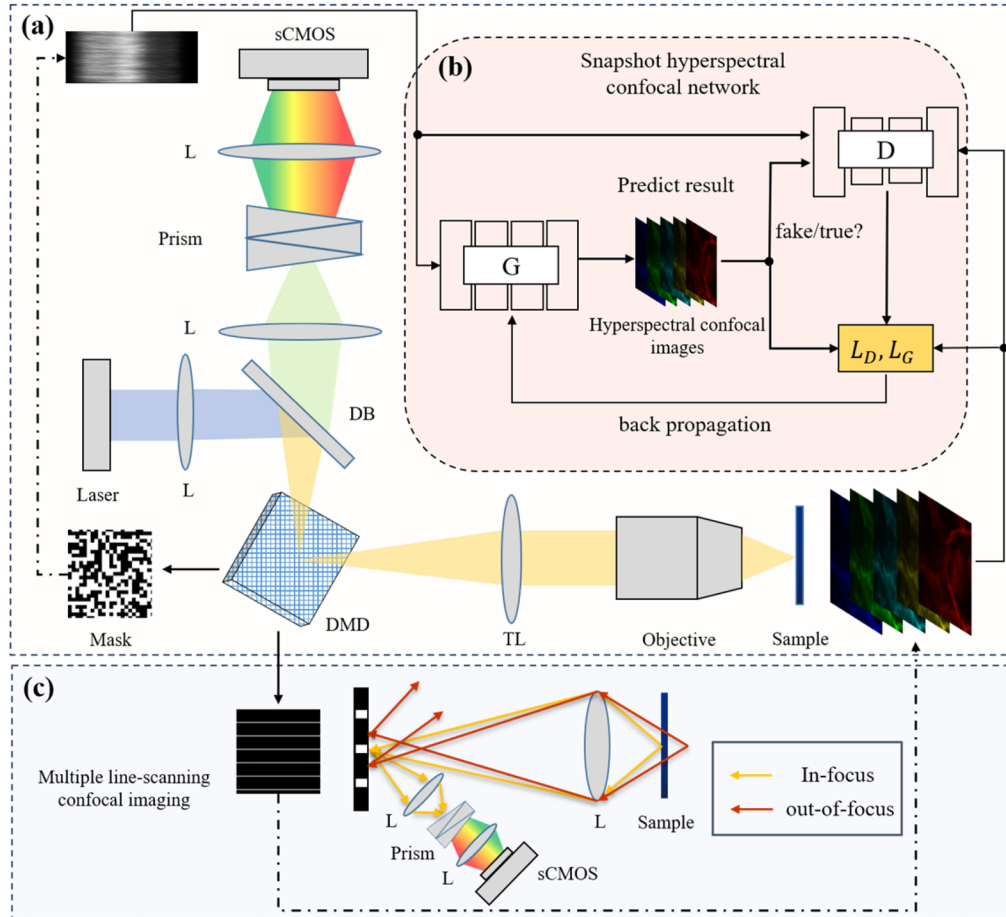 (a)
sCMOS
L
Prism
L
DB
Laser
L
Mask
DMD
TL
Objective
Sample
(b)
Snapshot hyperspectral
confocal network
D
Predict result
fake/true?
G
Hyperspectral confocal
images
L_D, L_G
back propagation
(c)
Multiple line-scanning
confocal imaging
L
Prism
L
sCMOS
L
Sample
In-focus
out-of-focus